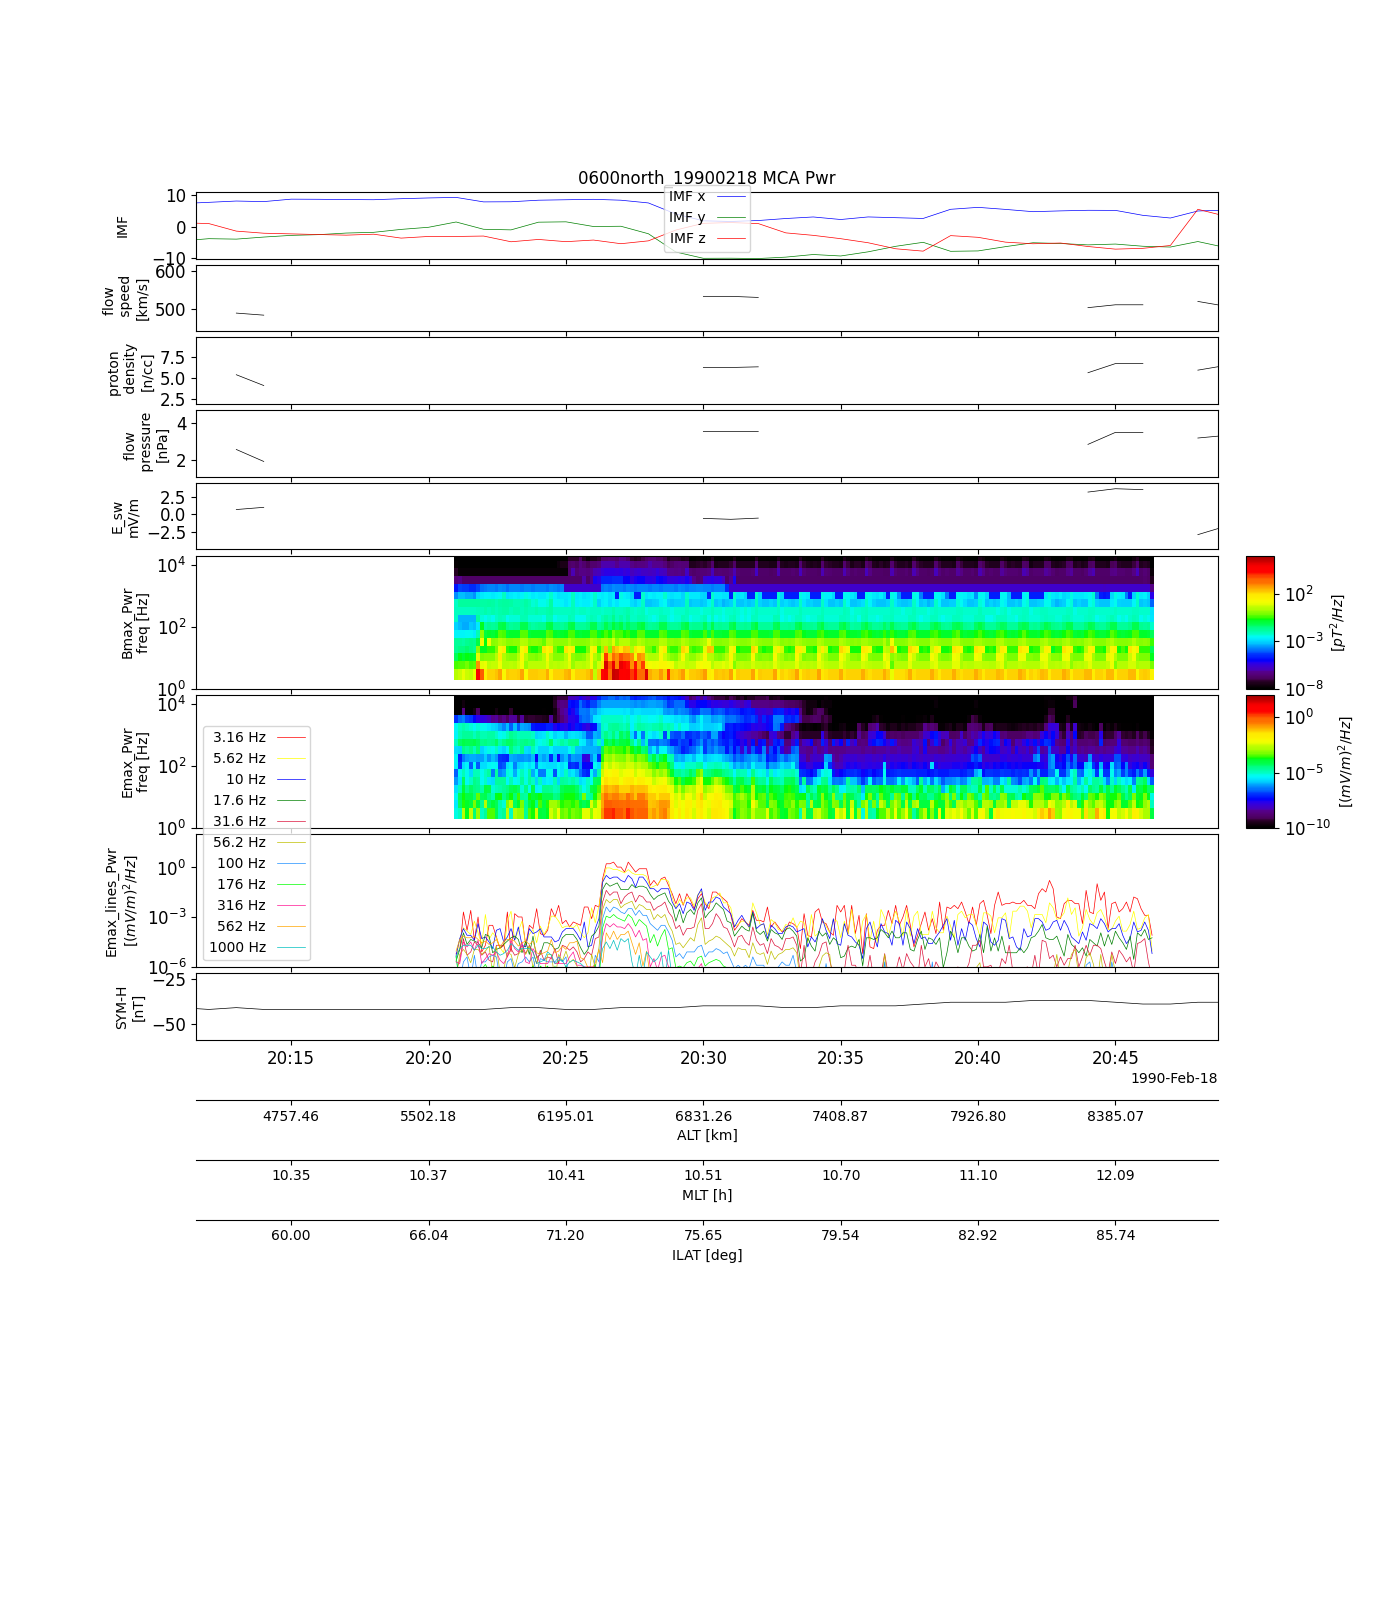 0600north_19900218 MCA Pwr
10
0
−10
IMF
IMF x
IMF y
IMF z
600
500
flow
speed
[km/s]
7.5
5.0
2.5
proton
density
[n/cc]
4
2
flow
pressure
[nPa]
2.5
0.0
−2.5
E_sw
mV/m
10^4
10^2
10^0
Bmax_Pwr
freq [Hz]
10^2
10^−3
10^−8
[pT^2/Hz]
10^4
10^2
10^0
Emax_Pwr
freq [Hz]
10^0
10^−5
10^−10
[(mV/m)^2/Hz]
3.16 Hz
5.62 Hz
10 Hz
17.6 Hz
31.6 Hz
56.2 Hz
100 Hz
176 Hz
316 Hz
562 Hz
1000 Hz
10^0
10^−3
10^−6
Emax_lines_Pwr
[(mV/m)^2/Hz]
−25
−50
SYM-H
[nT]
20:15 20:20 20:25 20:30 20:35 20:40 20:45
1990-Feb-18
4757.46 5502.18 6195.01 6831.26 7408.87 7926.80 8385.07
ALT [km]
10.35 10.37 10.41 10.51 10.70 11.10 12.09
MLT [h]
60.00 66.04 71.20 75.65 79.54 82.92 85.74
ILAT [deg]